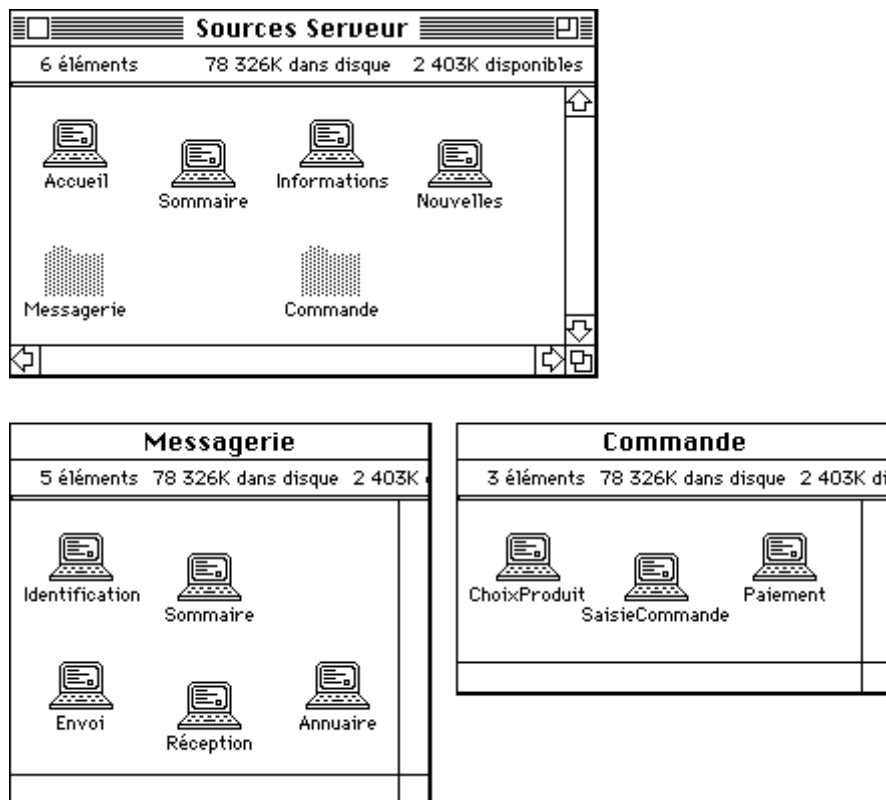 Sources Serveur
6 éléments 78 326K dans disque 2 403K disponibles
Accueil
Sommaire
Informations
Nouvelles
Messagerie
Commande
Messagerie
5 éléments 78 326K dans disque 2 403K
Identification
Sommaire
Envoi
Réception
Annuaire
Commande
3 éléments 78 326K dans disque 2 403K di
ChoixProduit
SaisieCommande
Paiement